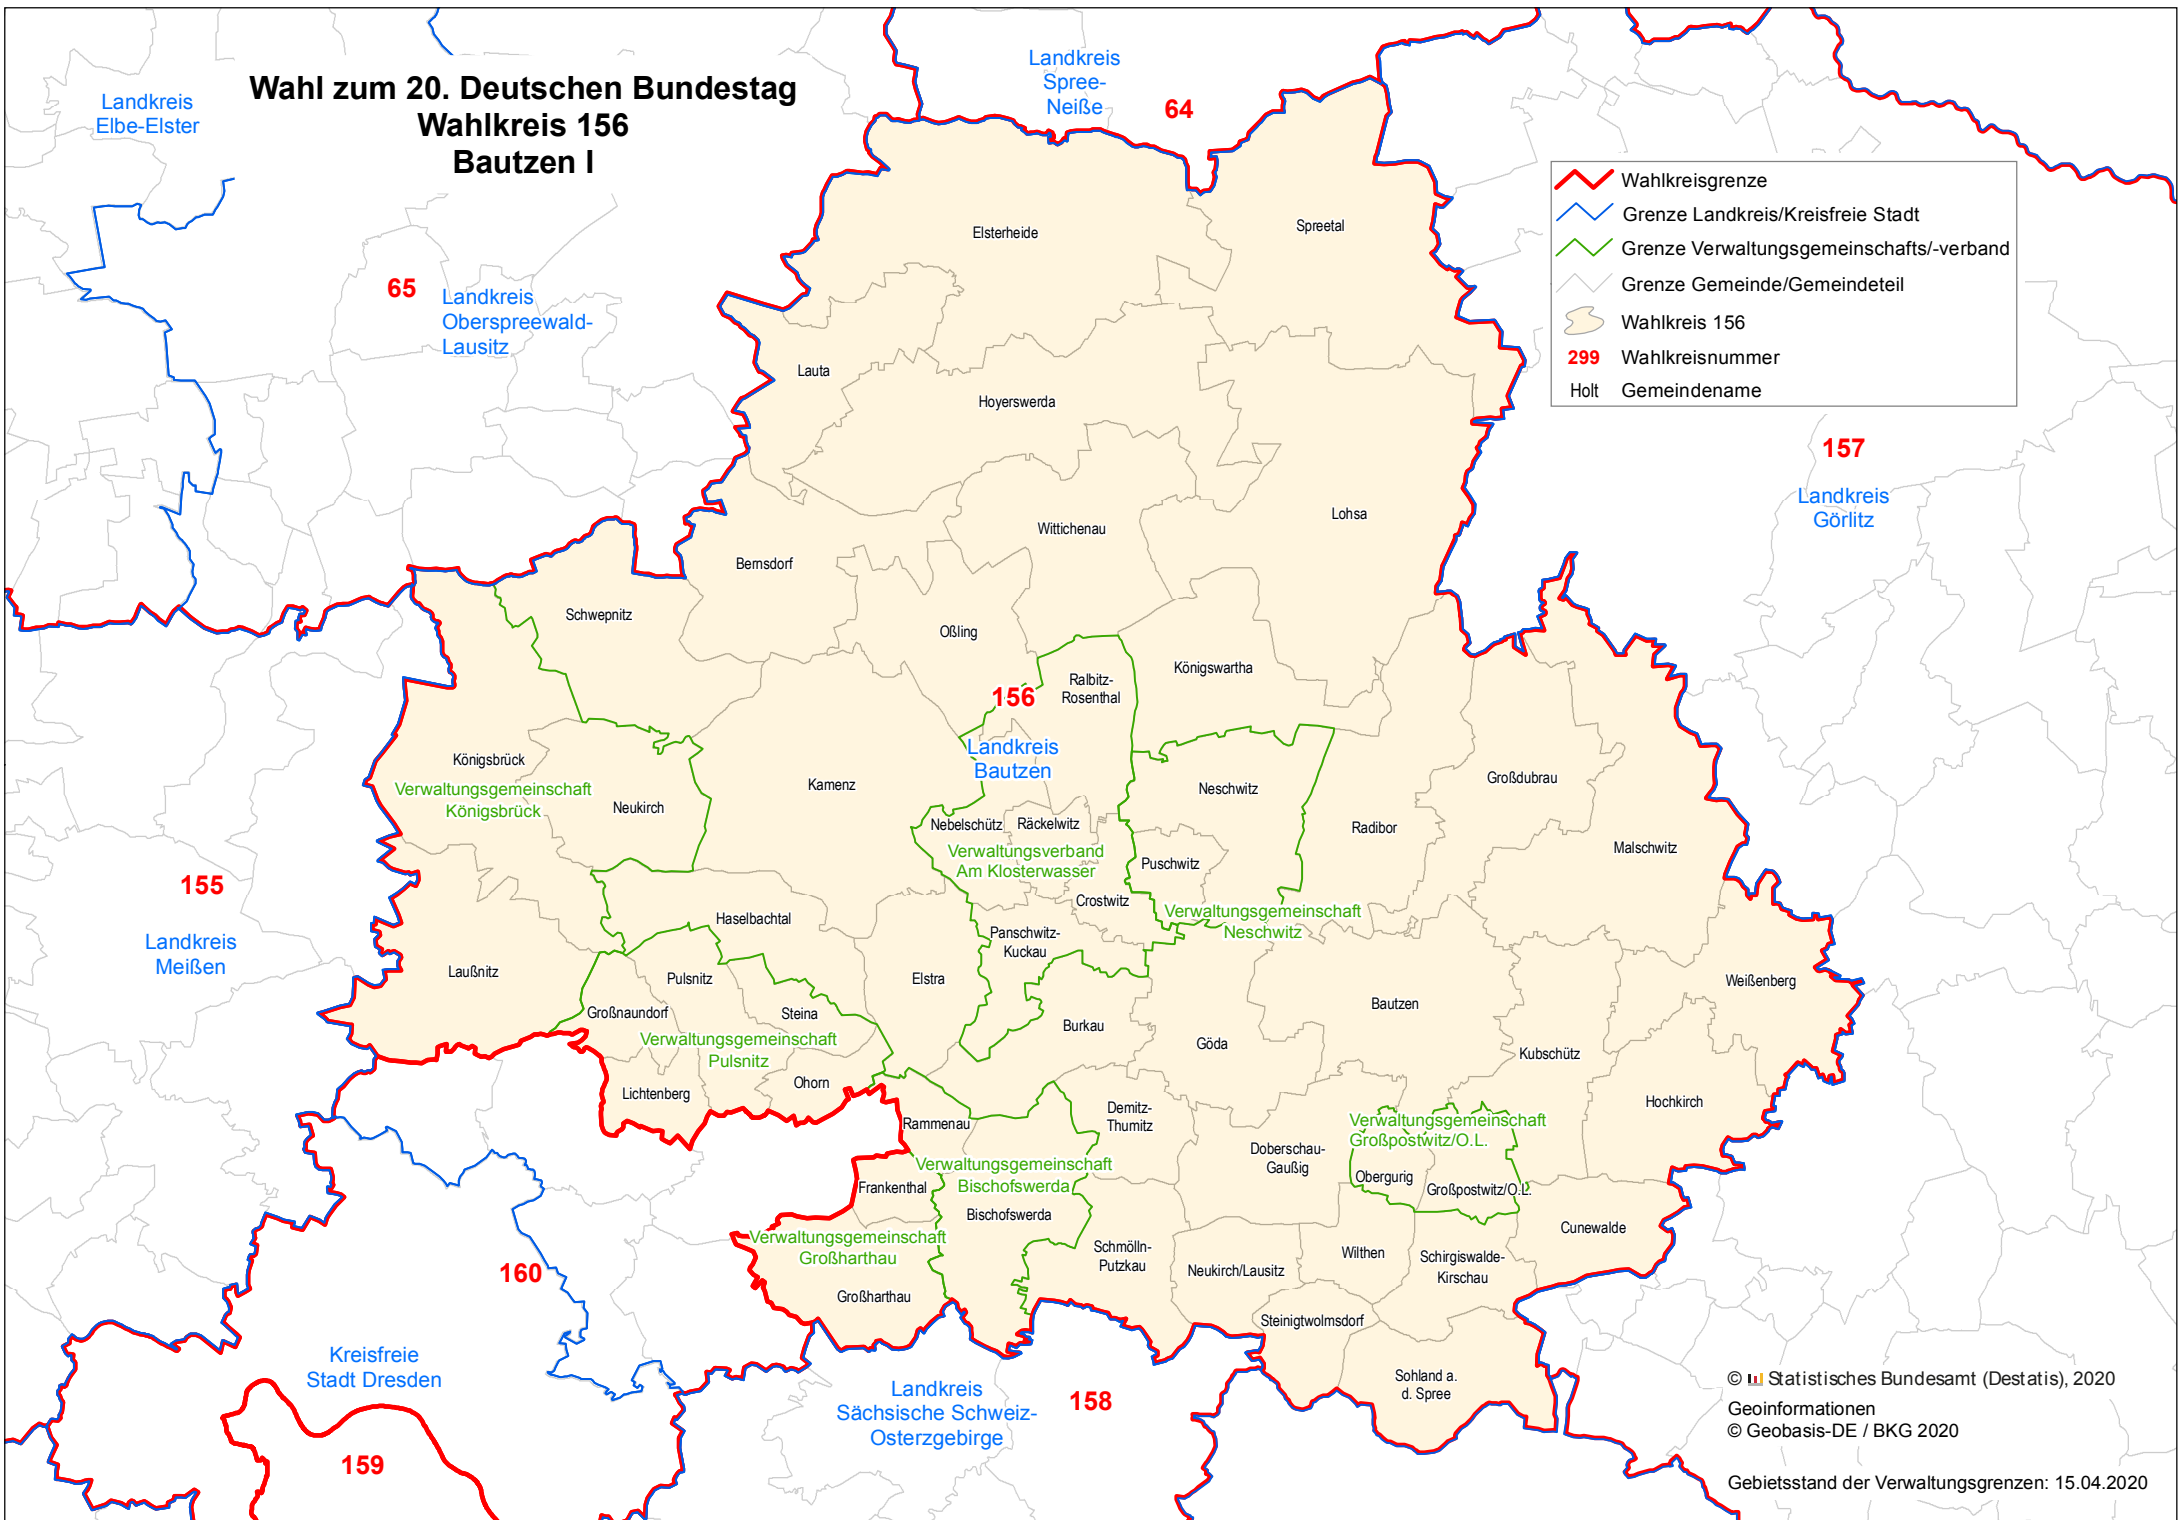 Wahl zum 20. Deutschen Bundestag
Wahlkreis 156
Bautzen I
Landkreis
Elbe-Elster
Landkreis
Spree-
Neiße
64
65
Landkreis
Oberspreewald-
Lausitz
Wahlkreisgrenze
Grenze Landkreis/Kreisfreie Stadt
Grenze Verwaltungsgemeinschafts/-verband
Grenze Gemeinde/Gemeindeteil
Wahlkreis 156
299 Wahlkreisnummer
Holt Gemeindename
157
Landkreis
Görlitz
Elsterheide
Spreetal
Lauta
Hoyerswerda
Wittichenau
Lohsa
Bernsdorf
Schwepnitz
Oßling
Königswartha
Ralbitz-
Rosenthal
156
Landkreis
Bautzen
Königsbrück
Verwaltungsgemeinschaft
Königsbrück
Neukirch
Kamenz
Neschwitz
Großdubrau
Radibor
Malschwitz
Nebelschütz
Räckelwitz
Verwaltungsverband
Am Klosterwasser
Puschwitz
Crostwitz
Verwaltungsgemeinschaft
Neschwitz
Panschwitz-
Kuckau
155
Landkreis
Meißen
Haselbachtal
Laußnitz
Pulsnitz
Elstra
Großnaundorf
Steina
Verwaltungsgemeinschaft
Pulsnitz
Lichtenberg
Ohorn
Burkau
Göda
Bautzen
Weißenberg
Kubschütz
Hochkirch
Rammenau
Demitz-
Thumitz
Verwaltungsgemeinschaft
Großpostwitz/O.L.
Doberschau-
Gaußig
Obergurig
Großpostwitz/O.L.
Verwaltungsgemeinschaft
Bischofswerda
Frankenthal
Bischofswerda
Verwaltungsgemeinschaft
Großharthau
Großharthau
Schmölln-
Putzkau
Neukirch/Lausitz
Wilthen
Schirgiswalde-
Kirschau
Cunewalde
Steinigtwolmsdorf
Sohland a.
d. Spree
160
Kreisfreie
Stadt Dresden
159
Landkreis
Sächsische Schweiz-
Osterzgebirge
158
© Statistisches Bundesamt (Destatis), 2020
Geoinformationen
© Geobasis-DE / BKG 2020
Gebietsstand der Verwaltungsgrenzen: 15.04.2020